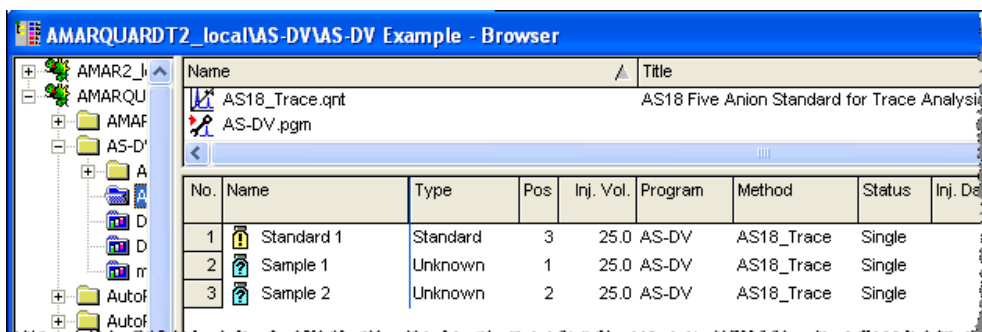 AMARQUARDT2_local\AS-DV\AS-DV Example - Browser
AMAR2_l
AMARQU
AMAF
AS-D'
A
A
D
D
m
Autof
Autof
Name Title
AS18_Trace.qnt AS18 Five Anion Standard for Trace Analysi
AS-DV.pgm
No. Name Type Pos Inj. Vol. Program Method Status Inj. Da
1 Standard 1 Standard 3 25.0 AS-DV AS18_Trace Single
2 Sample 1 Unknown 1 25.0 AS-DV AS18_Trace Single
3 Sample 2 Unknown 2 25.0 AS-DV AS18_Trace Single